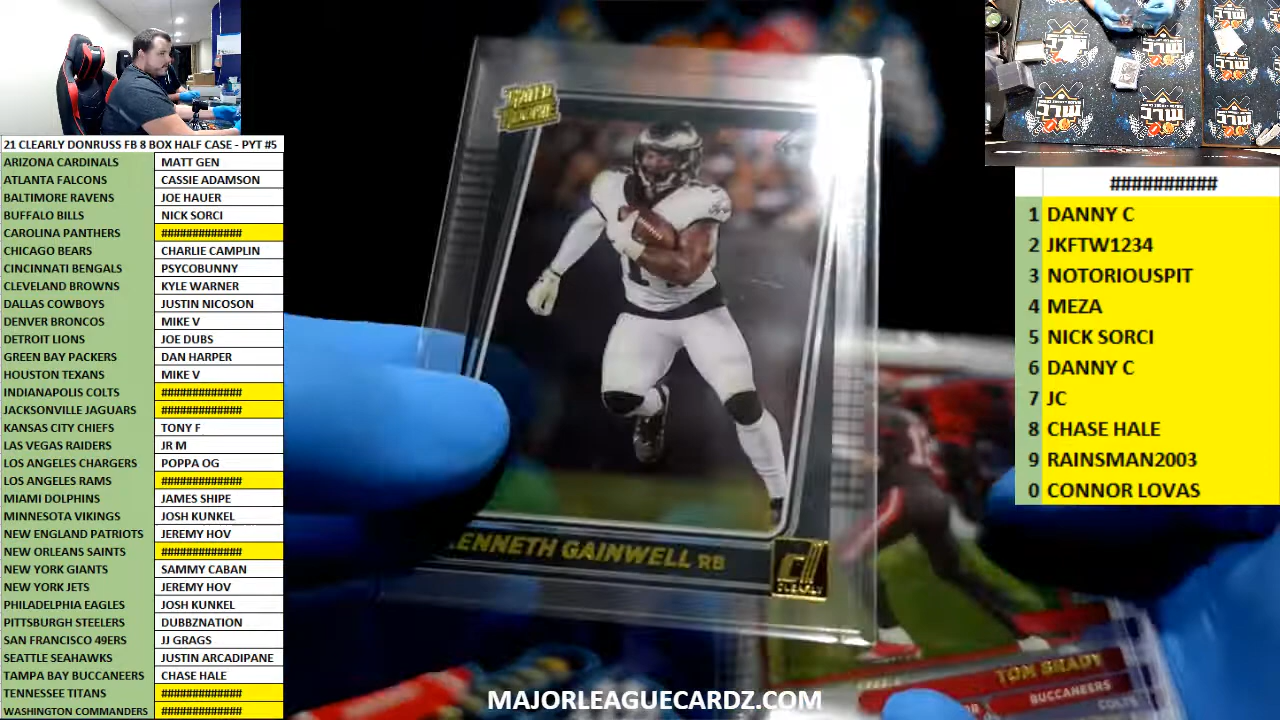 21 CLEARLY DONRUSS FB 8 BOX HALF CASE - PYT #5
ARIZONA CARDINALS MATT GEN
ATLANTA FALCONS CASSIE ADAMSON
BALTIMORE RAVENS JOE HAUER
BUFFALO BILLS NICK SORCI
CAROLINA PANTHERS #############
CHICAGO BEARS CHARLIE CAMPLIN
CINCINNATI BENGALS PSYCOBUNNY
CLEVELAND BROWNS KYLE WARNER
DALLAS COWBOYS JUSTIN NICOSON
DENVER BRONCOS MIKE V
DETROIT LIONS JOE DUBS
GREEN BAY PACKERS DAN HARPER
HOUSTON TEXANS MIKE V
INDIANAPOLIS COLTS #############
JACKSONVILLE JAGUARS #############
KANSAS CITY CHIEFS TONY F
LAS VEGAS RAIDERS JR M
LOS ANGELES CHARGERS POPPA OG
LOS ANGELES RAMS #############
MIAMI DOLPHINS JAMES SHIPE
MINNESOTA VIKINGS JOSH KUNKEL
NEW ENGLAND PATRIOTS JEREMY HOV
NEW ORLEANS SAINTS #############
NEW YORK GIANTS SAMMY CABAN
NEW YORK JETS JEREMY HOV
PHILADELPHIA EAGLES JOSH KUNKEL
PITTSBURGH STEELERS DUBBZNATION
SAN FRANCISCO 49ERS JJ GRAGS
SEATTLE SEAHAWKS JUSTIN ARCADIPANE
TAMPA BAY BUCCANEERS CHASE HALE
TENNESSEE TITANS #############
WASHINGTON COMMANDERS #############
RATED
ROOKIE
KENNETH GAINWELL RB
CLEARLY
TOM BRADY
BUCCANEERS
QB
MAJORLEAGUECARDZ.COM
##########
1 DANNY C
2 JKFTW1234
3 NOTORIOUSPIT
4 MEZA
5 NICK SORCI
6 DANNY C
7 JC
8 CHASE HALE
9 RAINSMAN2003
0 CONNOR LOVAS